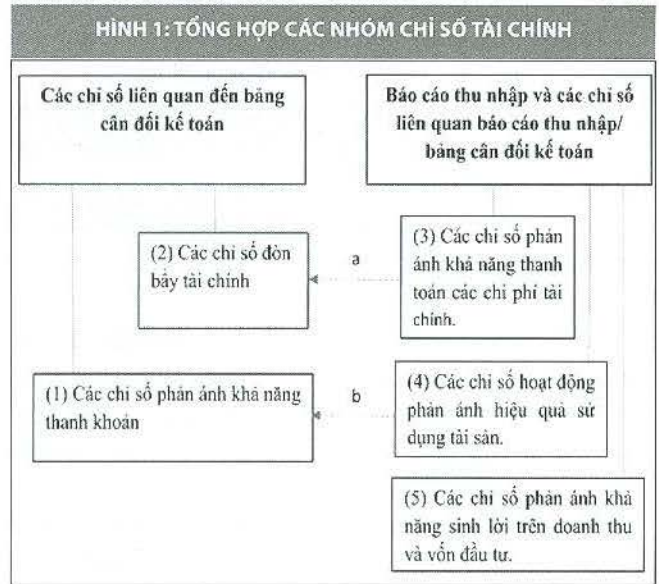 HÌNH 1: TỔNG HỢP CÁC NHÓM CHỈ SỐ TÀI CHÍNH
Các chỉ số liên quan đến bảng
cân đối kế toán
Báo cáo thu nhập và các chỉ số
liên quan báo cáo thu nhập/
bảng cân đối kế toán
(2) Các chỉ số đòn
bẩy tài chính
a
(3) Các chỉ số phản
ánh khả năng thanh
toán các chi phí tài
chính.
(1) Các chỉ số phản ánh khả năng
thanh khoản
b
(4) Các chỉ số hoạt động
phản ánh hiệu quả sử
dụng tài sản.
(5) Các chỉ số phản ánh khả
năng sinh lời trên doanh thu
và vốn đầu tư.